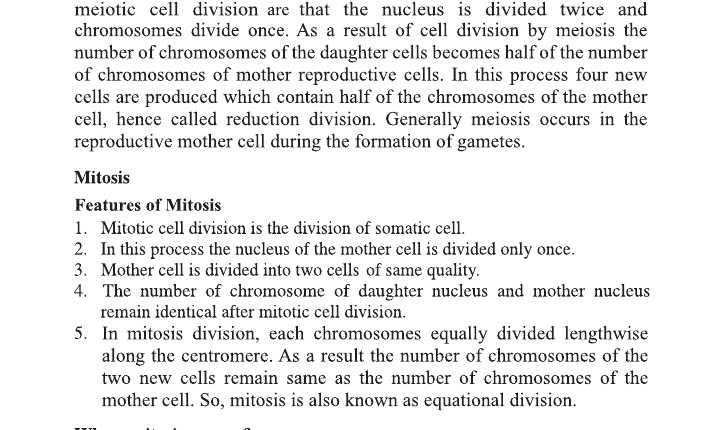 meiotic cell division are that the nucleus is divided twice and
chromosomes divide once. As a result of cell division by meiosis the
number of chromosomes of the daughter cells becomes half of the number
of chromosomes of mother reproductive cells. In this process four new
cells are produced which contain half of the chromosomes of the mother
cell, hence called reduction division. Generally meiosis occurs in the
reproductive mother cell during the formation of gametes.
Mitosis
Features of Mitosis
1. Mitotic cell division is the division of somatic cell.
2. In this process the nucleus of the mother cell is divided only once.
3. Mother cell is divided into two cells of same quality.
4. The number of chromosome of daughter nucleus and mother nucleus
remain identical after mitotic cell division.
5. In mitosis division, each chromosomes equally divided lengthwise
along the centromere. As a result the number of chromosomes of the
two new cells remain same as the number of chromosomes of the
mother cell. So, mitosis is also known as equational division.